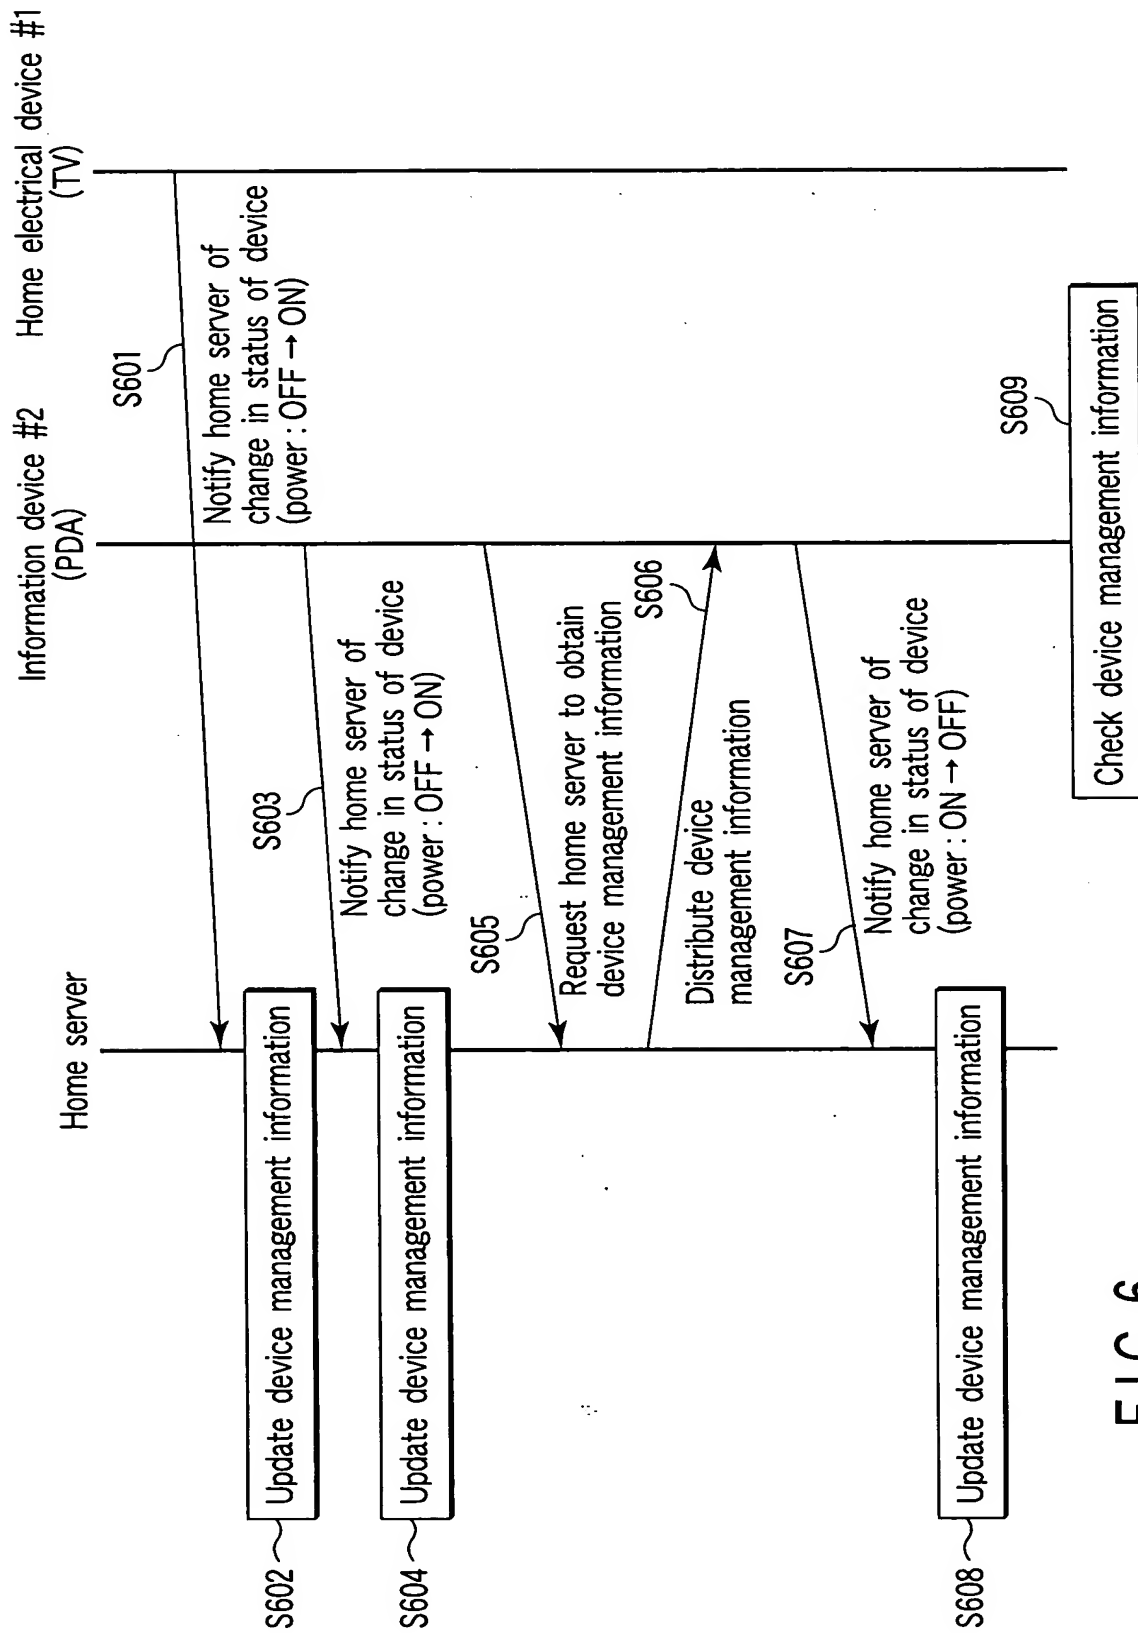 Home server
Information device #2
(PDA)
Home electrical device #1
(TV)
S601
Notify home server of
change in status of device
(power : OFF → ON)
S602
Update device management information
S603
Notify home server of
change in status of device
(power : OFF → ON)
S604
Update device management information
S605
Request home server to obtain
device management information
S606
Distribute device
management information
S607
Notify home server of
change in status of device
(power : ON → OFF)
S608
Update device management information
S609
Check device management information
F I G. 6